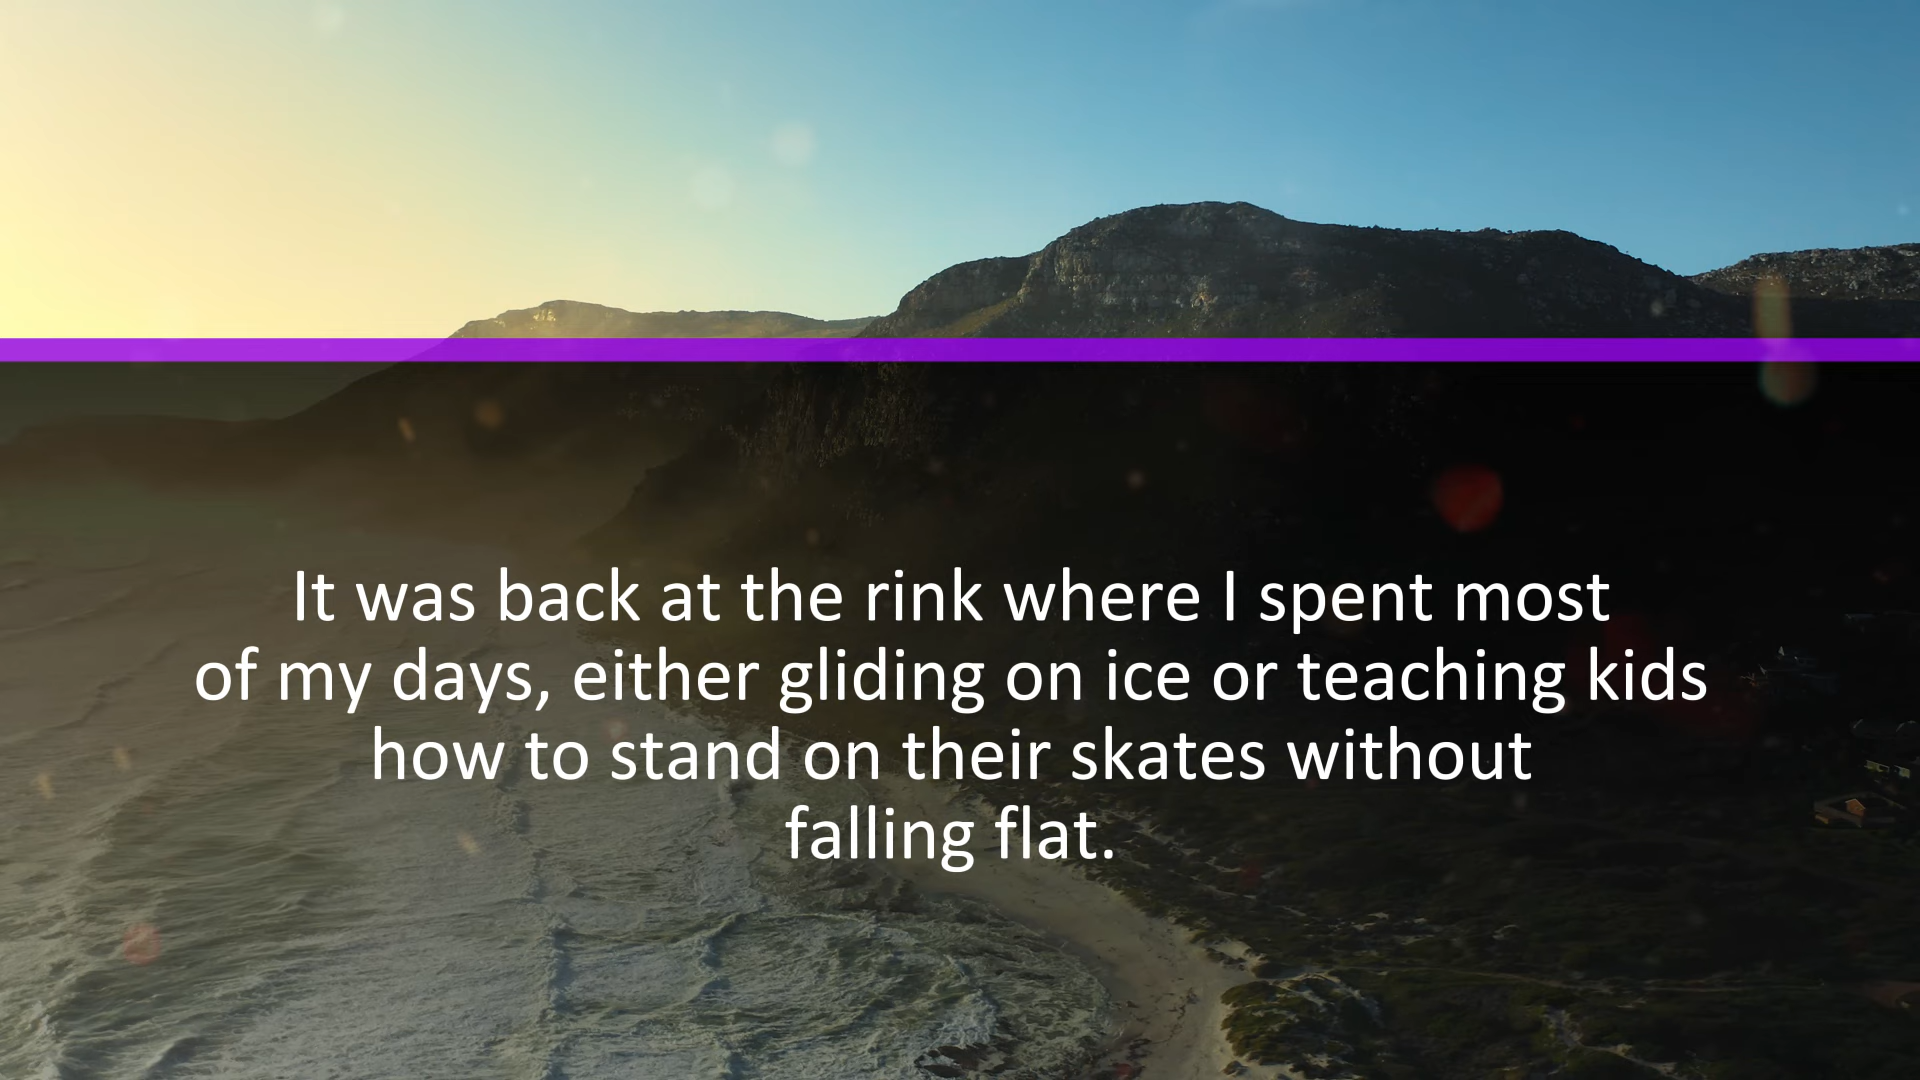 It was back at the rink where I spent most
of my days, either gliding on ice or teaching kids
how to stand on their skates without
falling flat.